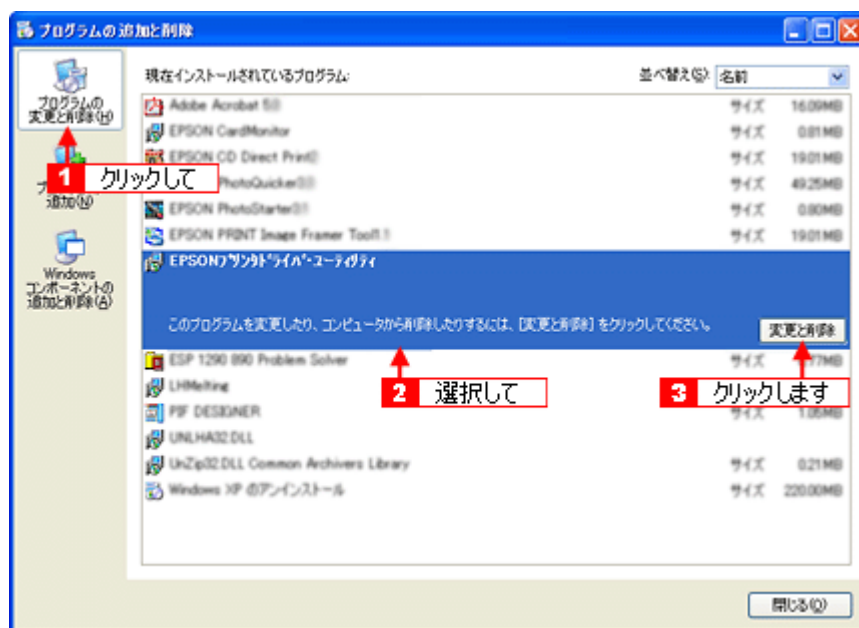 プログラムの追加と削除
現在インストールされているプログラム:
並べ替え(S):
名前
プログラムの
変更と削除(H)
1 クリックして
追加(N)
Windows
コンポーネントの
追加と削除(A)
Adobe Acrobat 5.0
サイズ 16.09MB
EPSON CardMonitor
サイズ 0.81MB
EPSON CD Direct Print
サイズ 19.01MB
PhotoQuicker
サイズ 49.25MB
EPSON PhotoStarter
サイズ 0.80MB
EPSON PRINT Image Framer Tool1.1
サイズ 19.01MB
EPSONプリンタドライバ・ユーティリティ
このプログラムを変更したり、コンピュータから削除したりするには、[変更と削除] をクリックしてください。
変更と削除
ESP 1290 890 Problem Solver
サイズ
2 選択して
3 クリックします
LHMelting
PIF DESIGNER
サイズ 1.05MB
UNLHA32.DLL
UnZip32.DLL Common Archivers Library
サイズ 0.21MB
Windows XP のアンインストール
サイズ 220.00MB
閉じる(O)